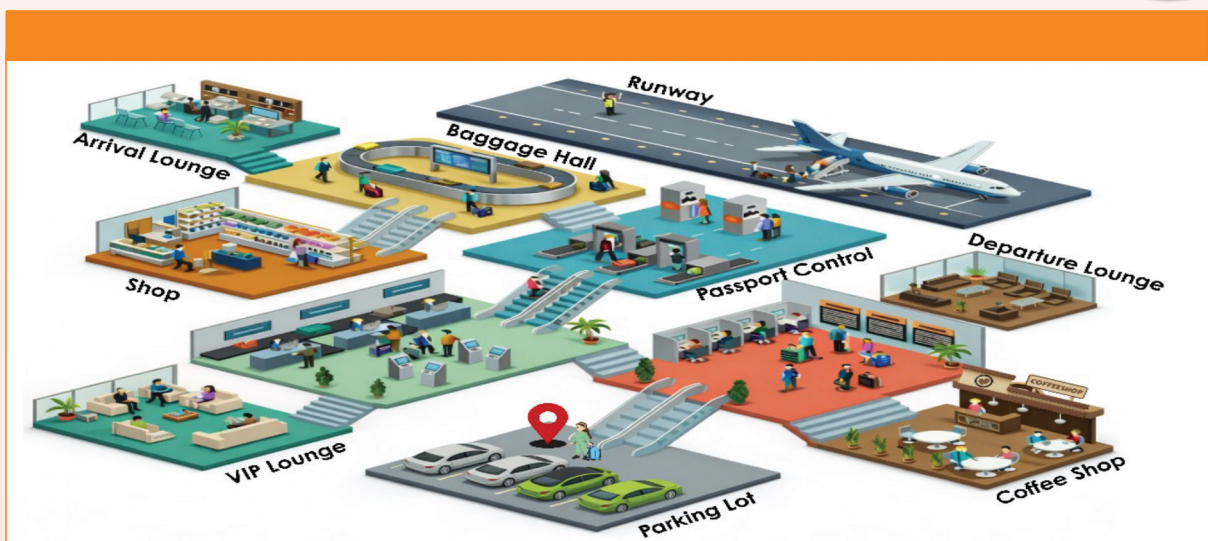 Runway
Arrival Lounge
Baggage Hall
Departure Lounge
Shop
Passport Control
COFFEESHOP
VIP Lounge
Coffee Shop
Parking Lot